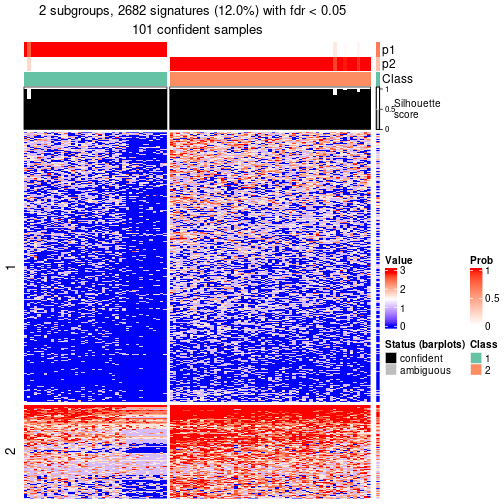 2 subgroups, 2682 signatures (12.0%) with fdr < 0.05
101 confident samples
p1
p2
Class
1
0.5
0
Silhouette
score
1
2
Value
3
2
1
0
Prob
1
0.5
0
Status (barplots)
confident
ambiguous
Class
1
2